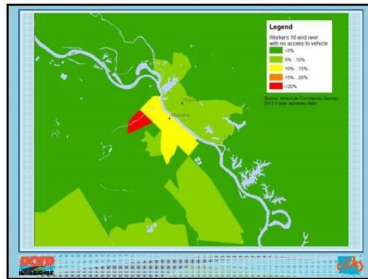 Legend
Workers 16 and over
with no access to vehicle
<5%
5% - 10%
10% - 15%
15% - 20%
>20%
Source: American Community Survey,
2012 5 year summary data.